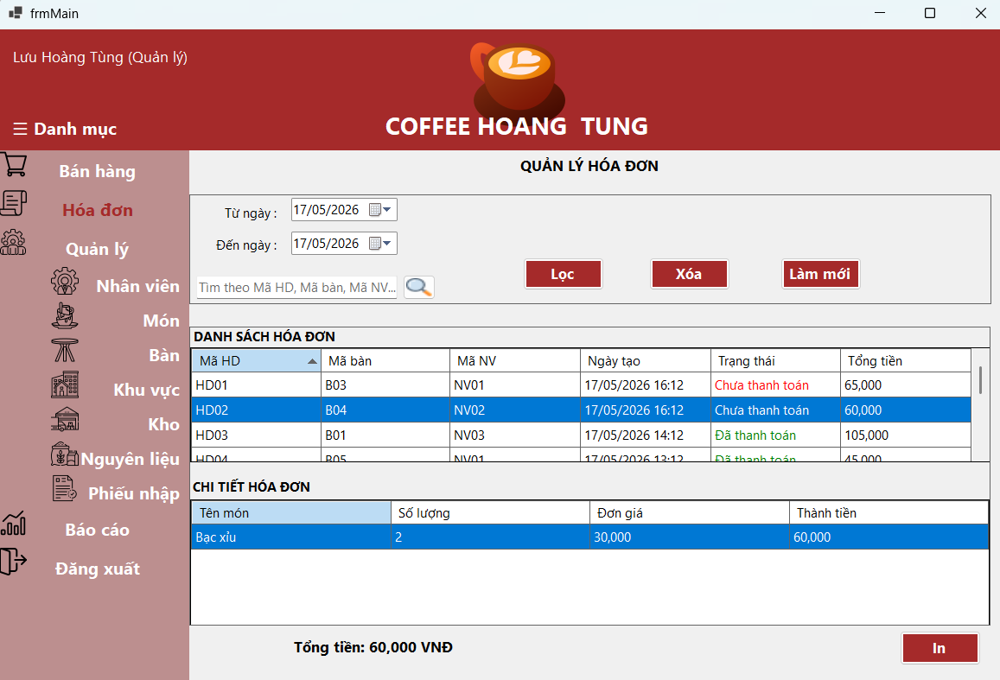 frmMain
Lưu Hoàng Tùng (Quản lý)
☰ Danh mục
COFFEE HOANG TUNG
Bán hàng
Hóa đơn
Quản lý
Nhân viên
Món
Bàn
Khu vực
Kho
Nguyên liệu
Phiếu nhập
Báo cáo
Đăng xuất
QUẢN LÝ HÓA ĐƠN
Từ ngày : 17/05/2026
Đến ngày : 17/05/2026
Tìm theo Mã HD, Mã bàn, Mã NV...
Lọc Xóa Làm mới
DANH SÁCH HÓA ĐƠN
Mã HD Mã bàn Mã NV Ngày tạo Trạng thái Tổng tiền
HD01 B03 NV01 17/05/2026 16:12 Chưa thanh toán 65,000
HD02 B04 NV02 17/05/2026 16:12 Chưa thanh toán 60,000
HD03 B01 NV03 17/05/2026 14:12 Đã thanh toán 105,000
HD04 B05 NV01 17/05/2026 13:12 Đã thanh toán 45,000
CHI TIẾT HÓA ĐƠN
Tên món Số lượng Đơn giá Thành tiền
Bạc xỉu 2 30,000 60,000
Tổng tiền: 60,000 VNĐ
In